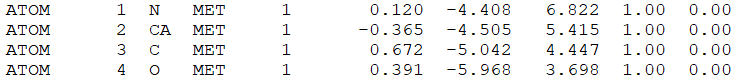 ATOM      1  N   MET     1       0.120  -4.408   6.822  1.00  0.00
ATOM      2  CA  MET     1      -0.365  -4.505   5.415  1.00  0.00
ATOM      3  C   MET     1       0.672  -5.042   4.447  1.00  0.00
ATOM      4  O   MET     1       0.391  -5.968   3.698  1.00  0.00